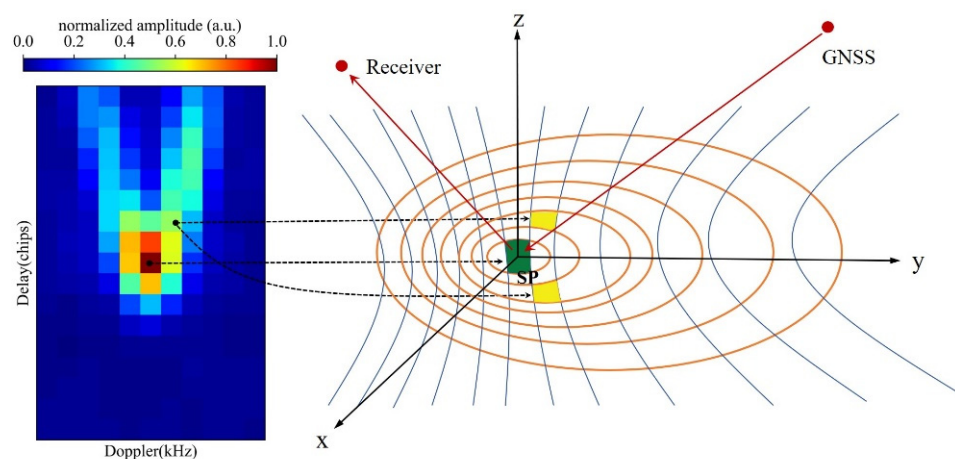 normalized amplitude (a.u.)
0.0 0.2 0.4 0.6 0.8 1.0
Delay(chips)
Doppler(kHz)
z
Receiver
GNSS
SP
y
x